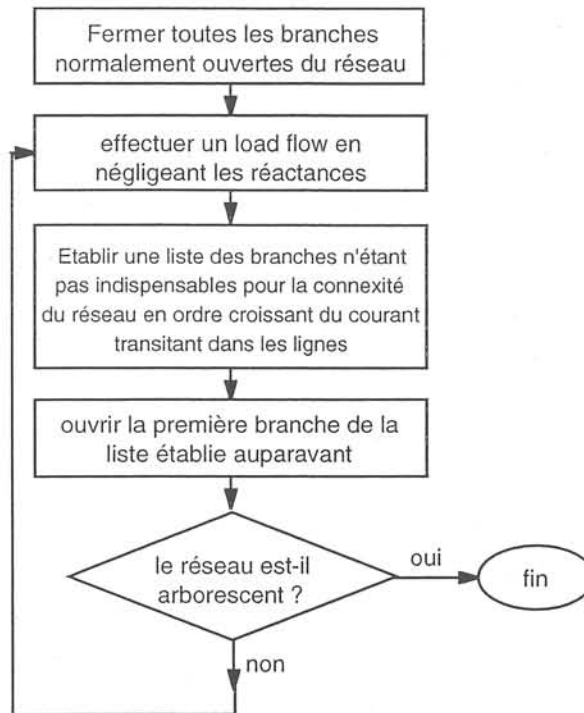 Fermer toutes les branches
normalement ouvertes du réseau
effectuer un load flow en
négligeant les réactances
Etablir une liste des branches n'étant
pas indispensables pour la connexité
du réseau en ordre croissant du courant
transitant dans les lignes
ouvrir la première branche de la
liste établie auparavant
le réseau est-il
arborescent ?
oui
fin
non